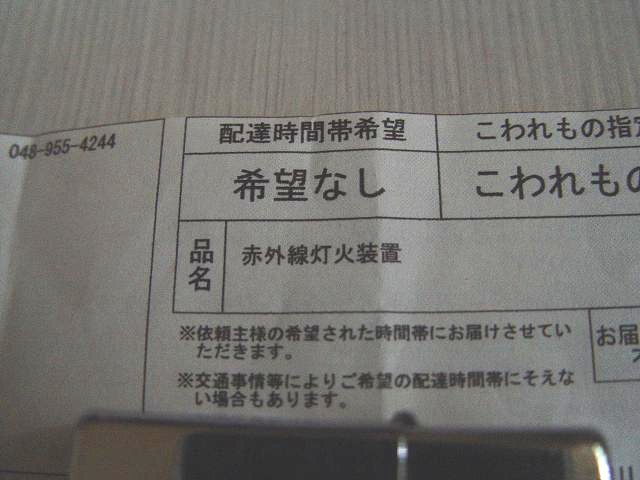 048-955-4244
配達時間帯希望
こわれもの指定
希望なし
こわれもの
品名
赤外線灯火装置
※依頼主様の希望された時間帯にお届けさせてい
ただきます。
お届
※交通事情等によりご希望の配達時間帯にそえな
い場合もあります。
川